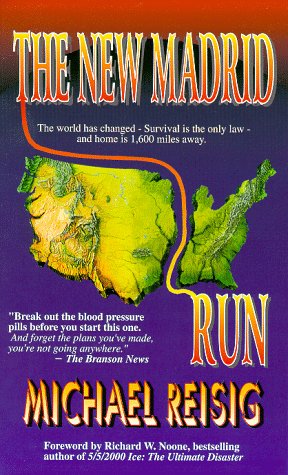 THE NEW MADRID
The world has changed - Survival is the only law -
and home is 1,600 miles away.
RUN
"Break out the blood pressure
pills before you start this one.
And forget the plans you've made,
you're not going anywhere."
- The Branson News
MICHAEL REISIG
Foreword by Richard W. Noone, bestselling
author of 5/5/2000 Ice: The Ultimate Disaster